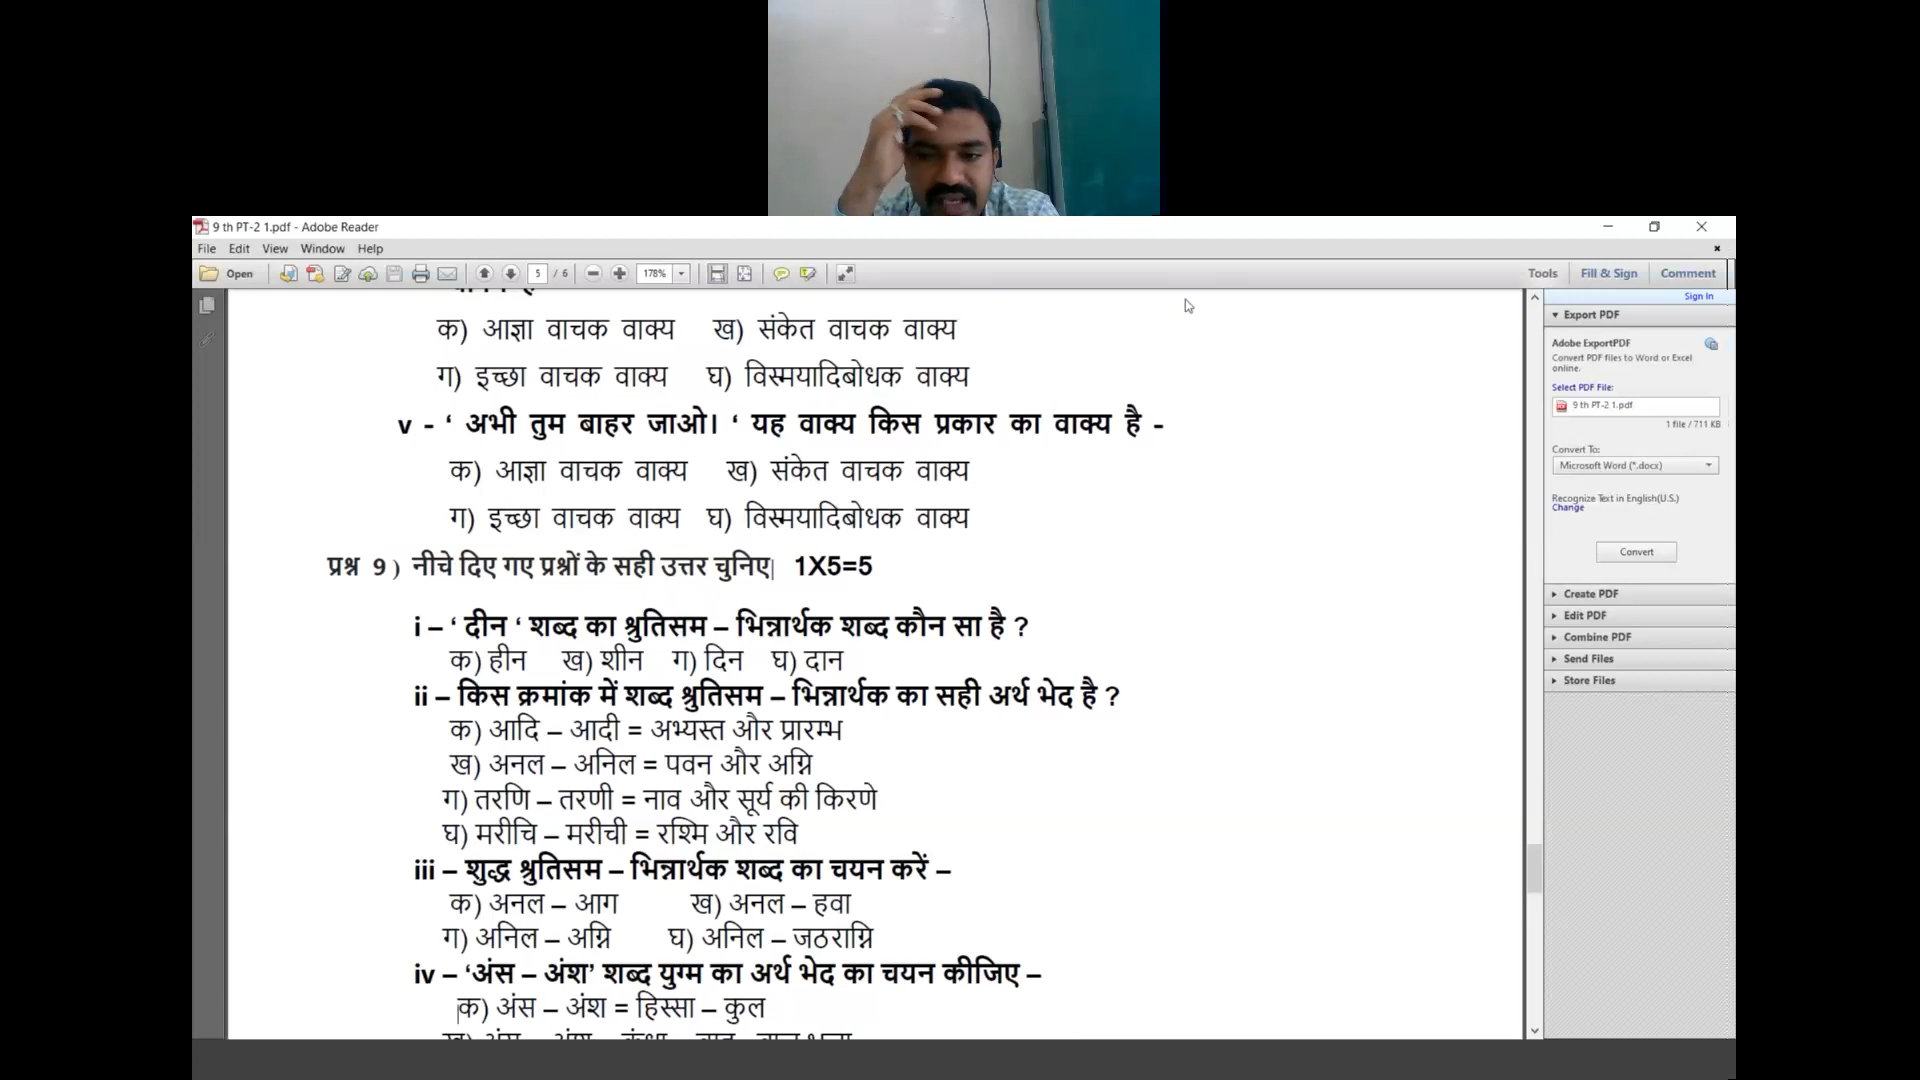 9 th PT-2 1.pdf - Adobe Reader
File Edit View Window Help
Open 5 / 6 178% Tools Fill & Sign Comment
Sign In
क) आज्ञा वाचक वाक्य ख) संकेत वाचक वाक्य
ग) इच्छा वाचक वाक्य घ) विस्मयादिबोधक वाक्य
v - ‘ अभी तुम बाहर जाओ। ‘ यह वाक्य किस प्रकार का वाक्य है -
क) आज्ञा वाचक वाक्य ख) संकेत वाचक वाक्य
ग) इच्छा वाचक वाक्य घ) विस्मयादिबोधक वाक्य
प्रश्न 9 ) नीचे दिए गए प्रश्नों के सही उत्तर चुनिए| 1X5=5
i – ‘ दीन ‘ शब्द का श्रुतिसम – भिन्नार्थक शब्द कौन सा है ?
क) हीन ख) शीन ग) दिन घ) दान
ii – किस क्रमांक में शब्द श्रुतिसम – भिन्नार्थक का सही अर्थ भेद है ?
क) आदि – आदी = अभ्यस्त और प्रारम्भ
ख) अनल – अनिल = पवन और अग्नि
ग) तरणि – तरणी = नाव और सूर्य की किरणे
घ) मरीचि – मरीची = रश्मि और रवि
iii – शुद्ध श्रुतिसम – भिन्नार्थक शब्द का चयन करें –
क) अनल – आग ख) अनल – हवा
ग) अनिल – अग्नि घ) अनिल – जठराग्नि
iv – ‘अंस – अंश’ शब्द युग्म का अर्थ भेद का चयन कीजिए –
क) अंस – अंश = हिस्सा – कुल
Export PDF
Adobe ExportPDF
Convert PDF files to Word or Excel
online.
Select PDF File:
9 th PT-2 1.pdf
1 file / 711 KB
Convert To:
Microsoft Word (*.docx)
Recognize Text in English(U.S.)
Change
Convert
Create PDF
Edit PDF
Combine PDF
Send Files
Store Files